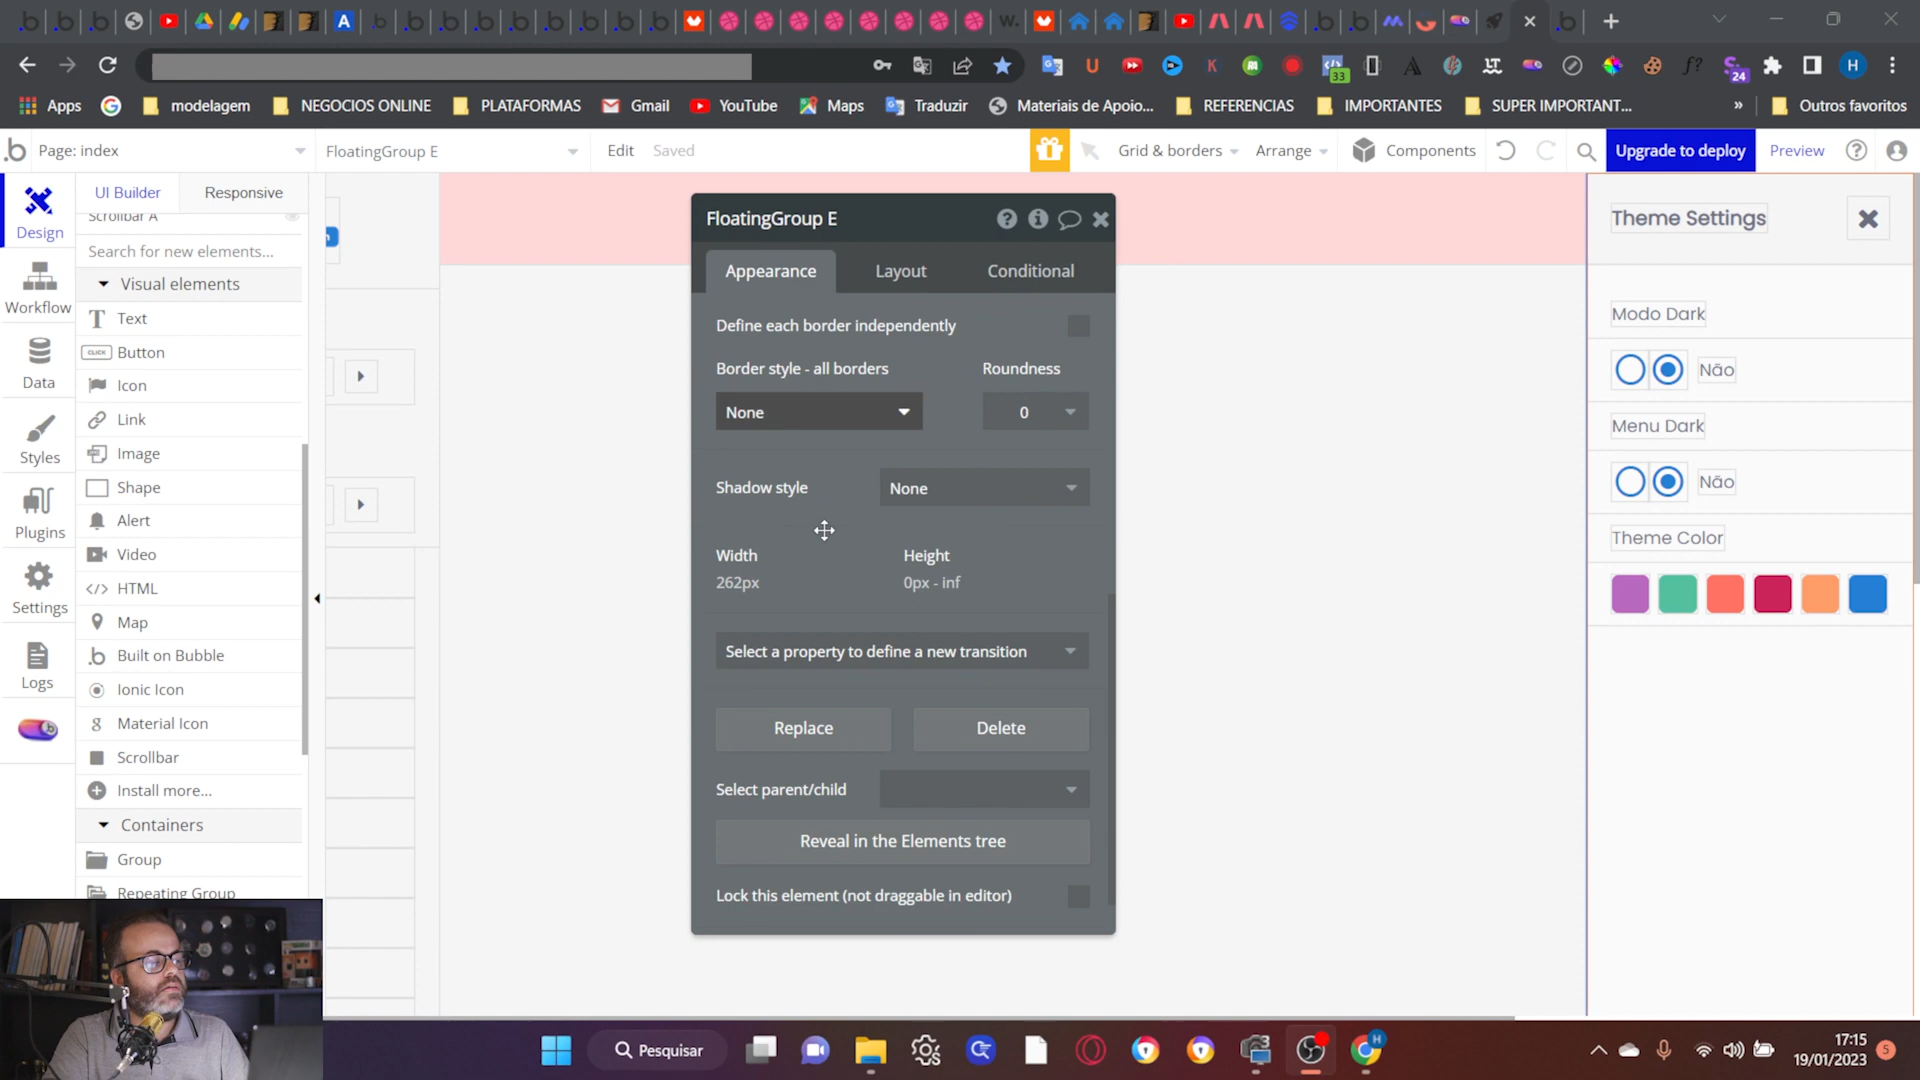 A
w.
33
24
H
Apps
modelagem
NEGOCIOS ONLINE
PLATAFORMAS
Gmail
YouTube
Maps
Traduzir
Materiais de Apoio...
REFERENCIAS
IMPORTANTES
SUPER IMPORTANT...
»
Outros favoritos
Page: index
FloatingGroup E
Edit
Saved
Grid & borders
Arrange
Components
Upgrade to deploy
Preview
Design
Workflow
Data
Styles
Plugins
Settings
Logs
UI Builder
Responsive
Scrollbar A
Search for new elements...
Visual elements
Text
CLICK
Button
Icon
Link
Image
Shape
Alert
Video
</> HTML
Map
Built on Bubble
Ionic Icon
Material Icon
Scrollbar
Install more...
Containers
Group
Repeating Group
FloatingGroup E
Appearance
Layout
Conditional
Define each border independently
Border style - all borders
Roundness
None
0
Shadow style
None
Width
Height
262px
0px - inf
Select a property to define a new transition
Replace
Delete
Select parent/child
Reveal in the Elements tree
Lock this element (not draggable in editor)
Theme Settings
Modo Dark
Não
Menu Dark
Não
Theme Color
Pesquisar
H
17:15
19/01/2023
5